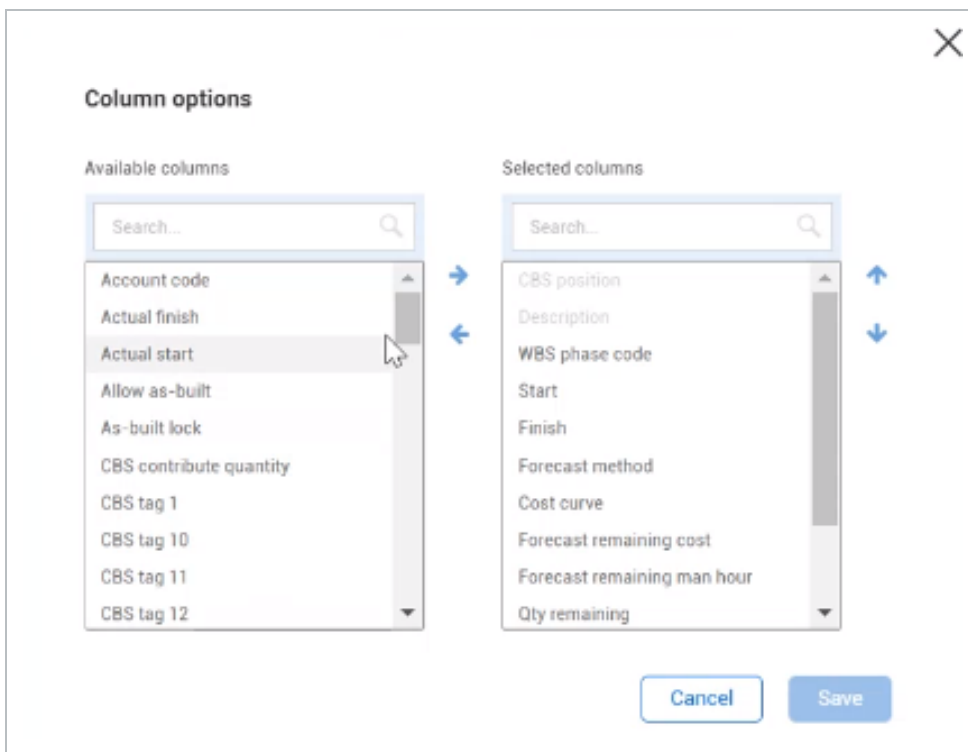 Column options
Available columns
Search...
Account code
Actual finish
Actual start
Allow as-built
As-built lock
CBS contribute quantity
CBS tag 1
CBS tag 10
CBS tag 11
CBS tag 12
Selected columns
Search...
CBS position
Description
WBS phase code
Start
Finish
Forecast method
Cost curve
Forecast remaining cost
Forecast remaining man hour
Qty remaining
Cancel
Save